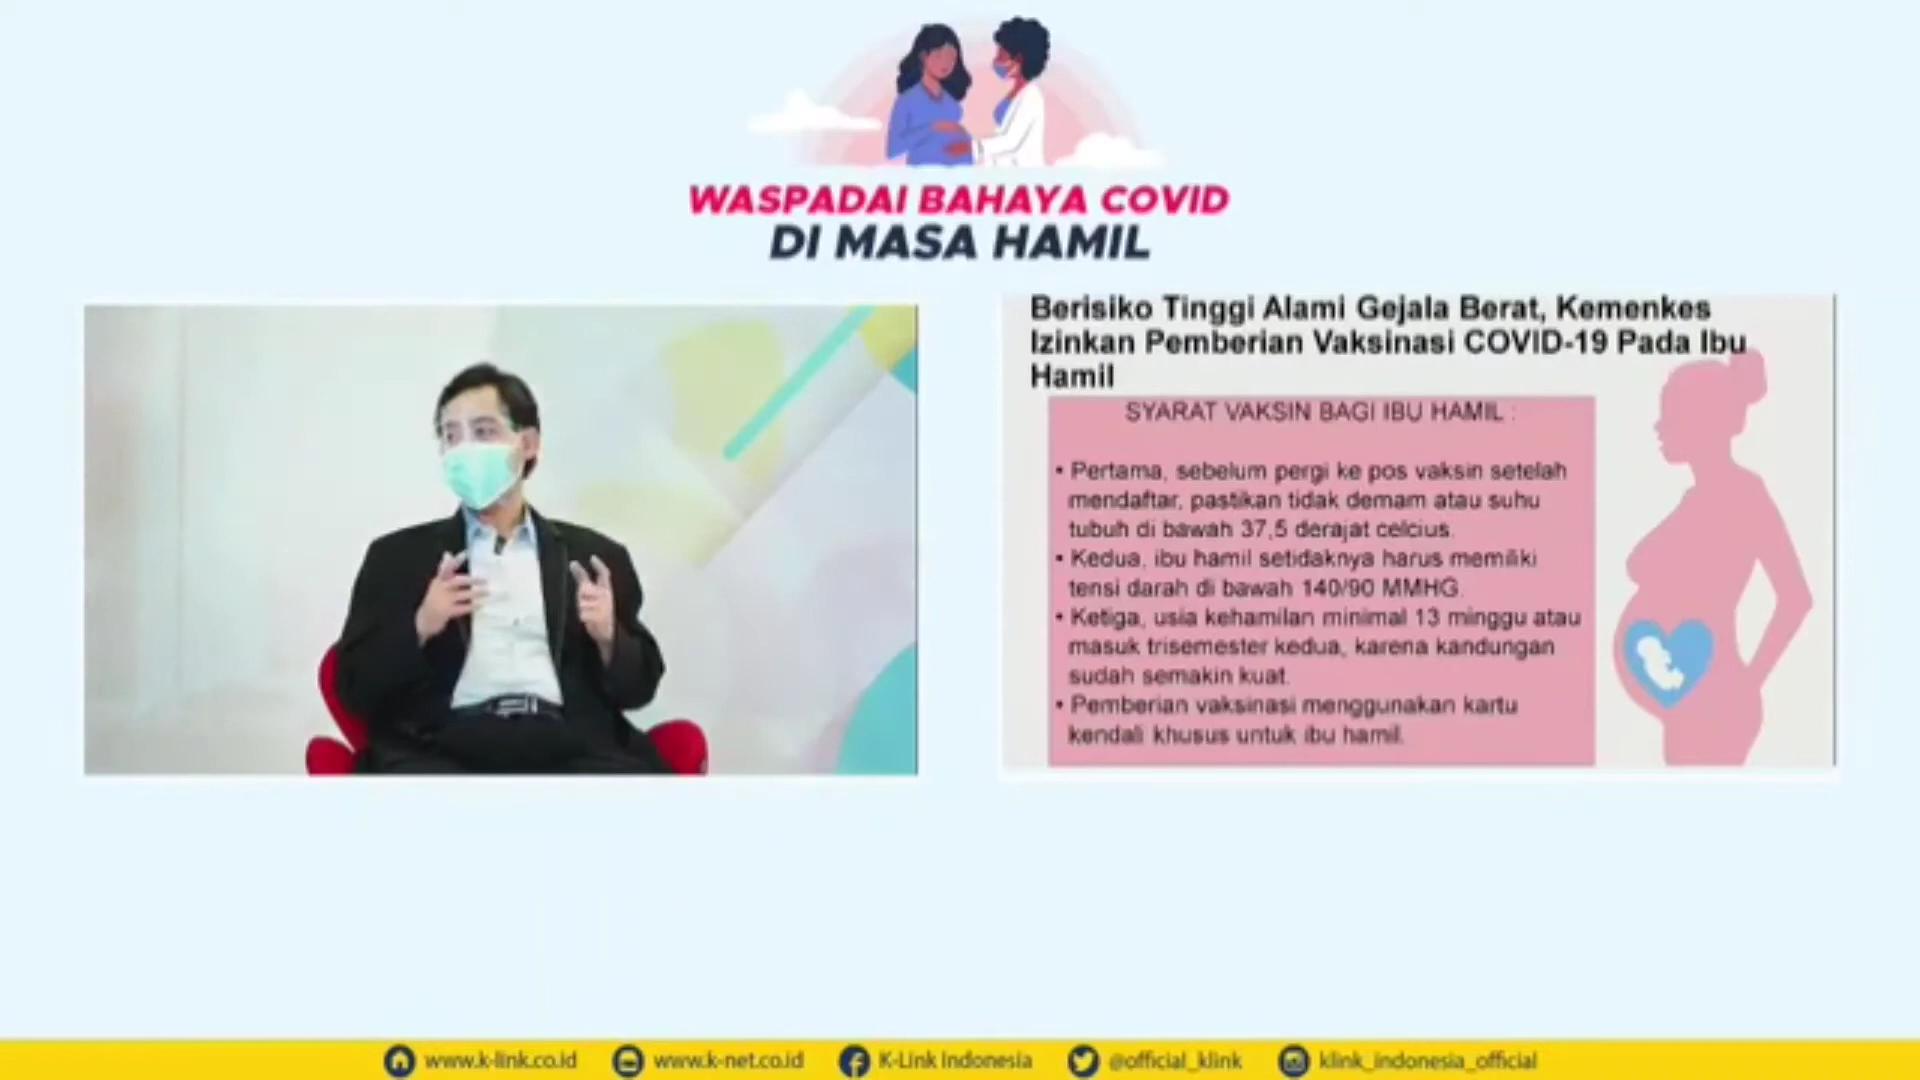 WASPADAI BAHAYA COVID
DI MASA HAMIL
Berisiko Tinggi Alami Gejala Berat, Kemenkes
Izinkan Pemberian Vaksinasi COVID-19 Pada Ibu
Hamil
SYARAT VAKSIN BAGI IBU HAMIL :
• Pertama, sebelum pergi ke pos vaksin setelah
mendaftar, pastikan tidak demam atau suhu
tubuh di bawah 37,5 derajat celcius.
• Kedua, ibu hamil setidaknya harus memiliki
tensi darah di bawah 140/90 MMHG.
• Ketiga, usia kehamilan minimal 13 minggu atau
masuk trisemester kedua, karena kandungan
sudah semakin kuat.
• Pemberian vaksinasi menggunakan kartu
kendali khusus untuk ibu hamil.
www.k-link.co.id www.k-net.co.id K-Link Indonesia @official_klink klink_indonesia_official